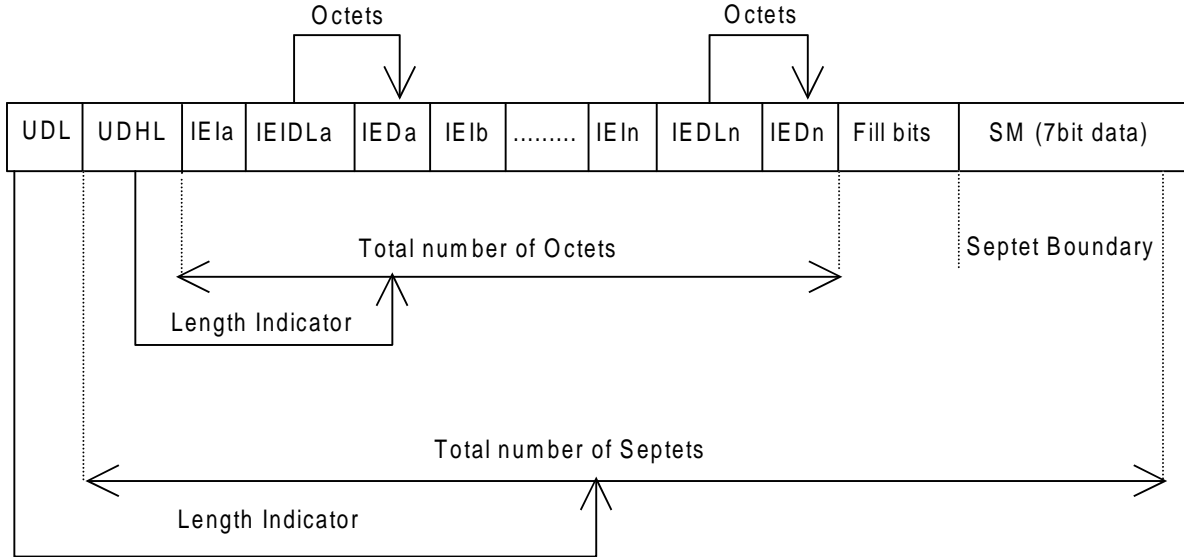 Octets Octets
UDL UDHL IEIa IEIDLa IEDa IEIb ......... IEIn IEDLn IEDn Fill bits SM (7bit data)
Total number of Octets
Septet Boundary
Length Indicator
Total number of Septets
Length Indicator